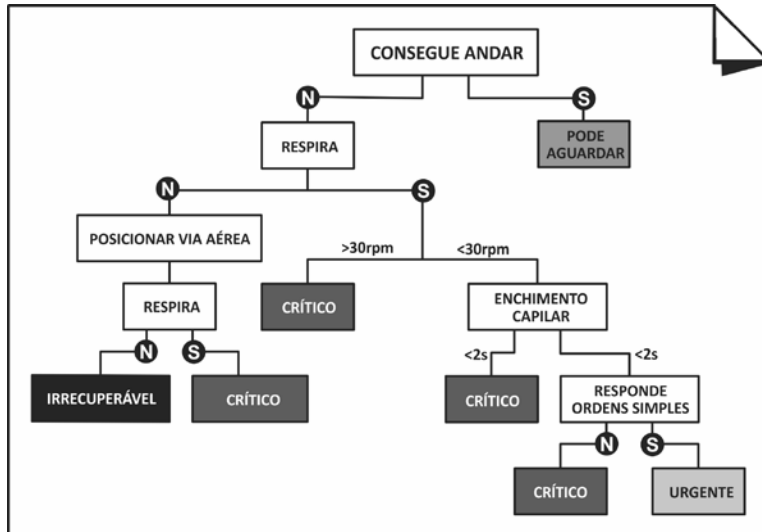 CONSEGUE ANDAR
N
S
RESPIRA
PODE
AGUARDAR
N
S
POSICIONAR VIA AÉREA
>30rpm
<30rpm
RESPIRA
CRÍTICO
ENCHIMENTO
CAPILAR
N
S
<2s
<2s
IRRECUPERÁVEL
CRÍTICO
CRÍTICO
RESPONDE
ORDENS SIMPLES
N
S
CRÍTICO
URGENTE